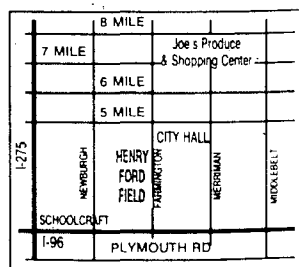 8 MILE
7 MILE
Joe's Produce
& Shopping Center
6 MILE
5 MILE
CITY HALL
I-275
NEWBURGH
HENRY
FORD
FIELD
FARMINGTON
MERRIMAN
MIDDLEBELT
SCHOOLCRAFT
I-96
PLYMOUTH RD